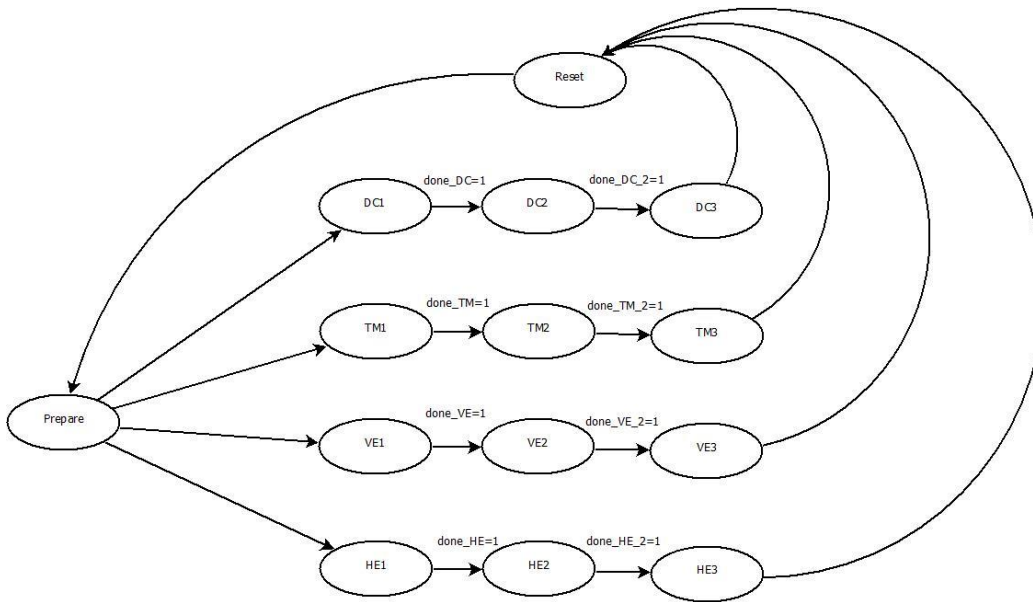 Reset
done_DC=1
done_DC_2=1
DC1
DC2
DC3
done_TM=1
done_TM_2=1
TM1
TM2
TM3
Prepare
done_VE=1
done_VE_2=1
VE1
VE2
VE3
done_HE=1
done_HE_2=1
HE1
HE2
HE3